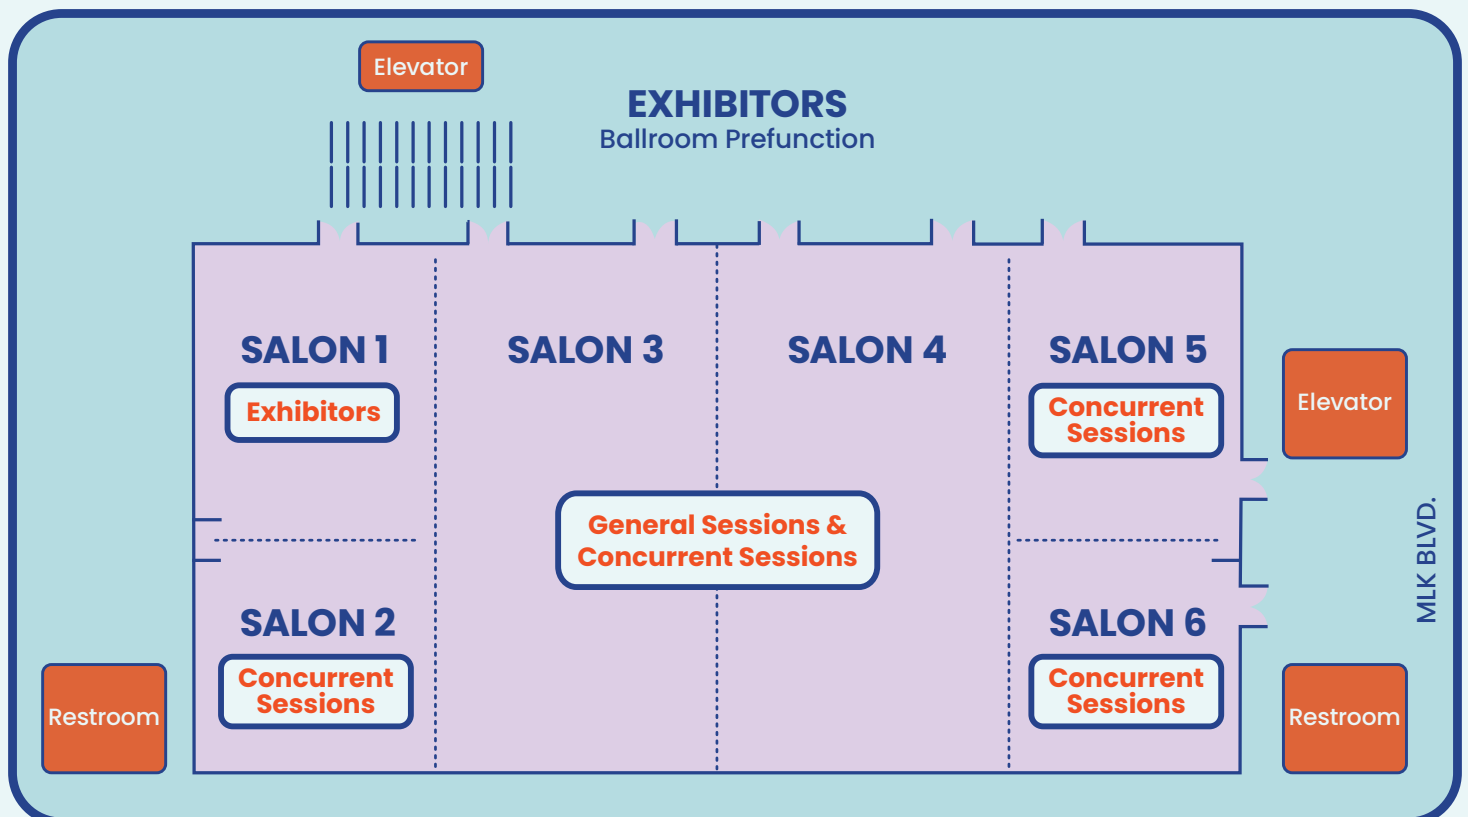 Elevator
EXHIBITORS
Ballroom Prefunction
SALON 1
Exhibitors
SALON 3
SALON 4
SALON 5
Concurrent
Sessions
Elevator
General Sessions &
Concurrent Sessions
MLK BLVD.
SALON 2
Concurrent
Sessions
SALON 6
Concurrent
Sessions
Restroom
Restroom